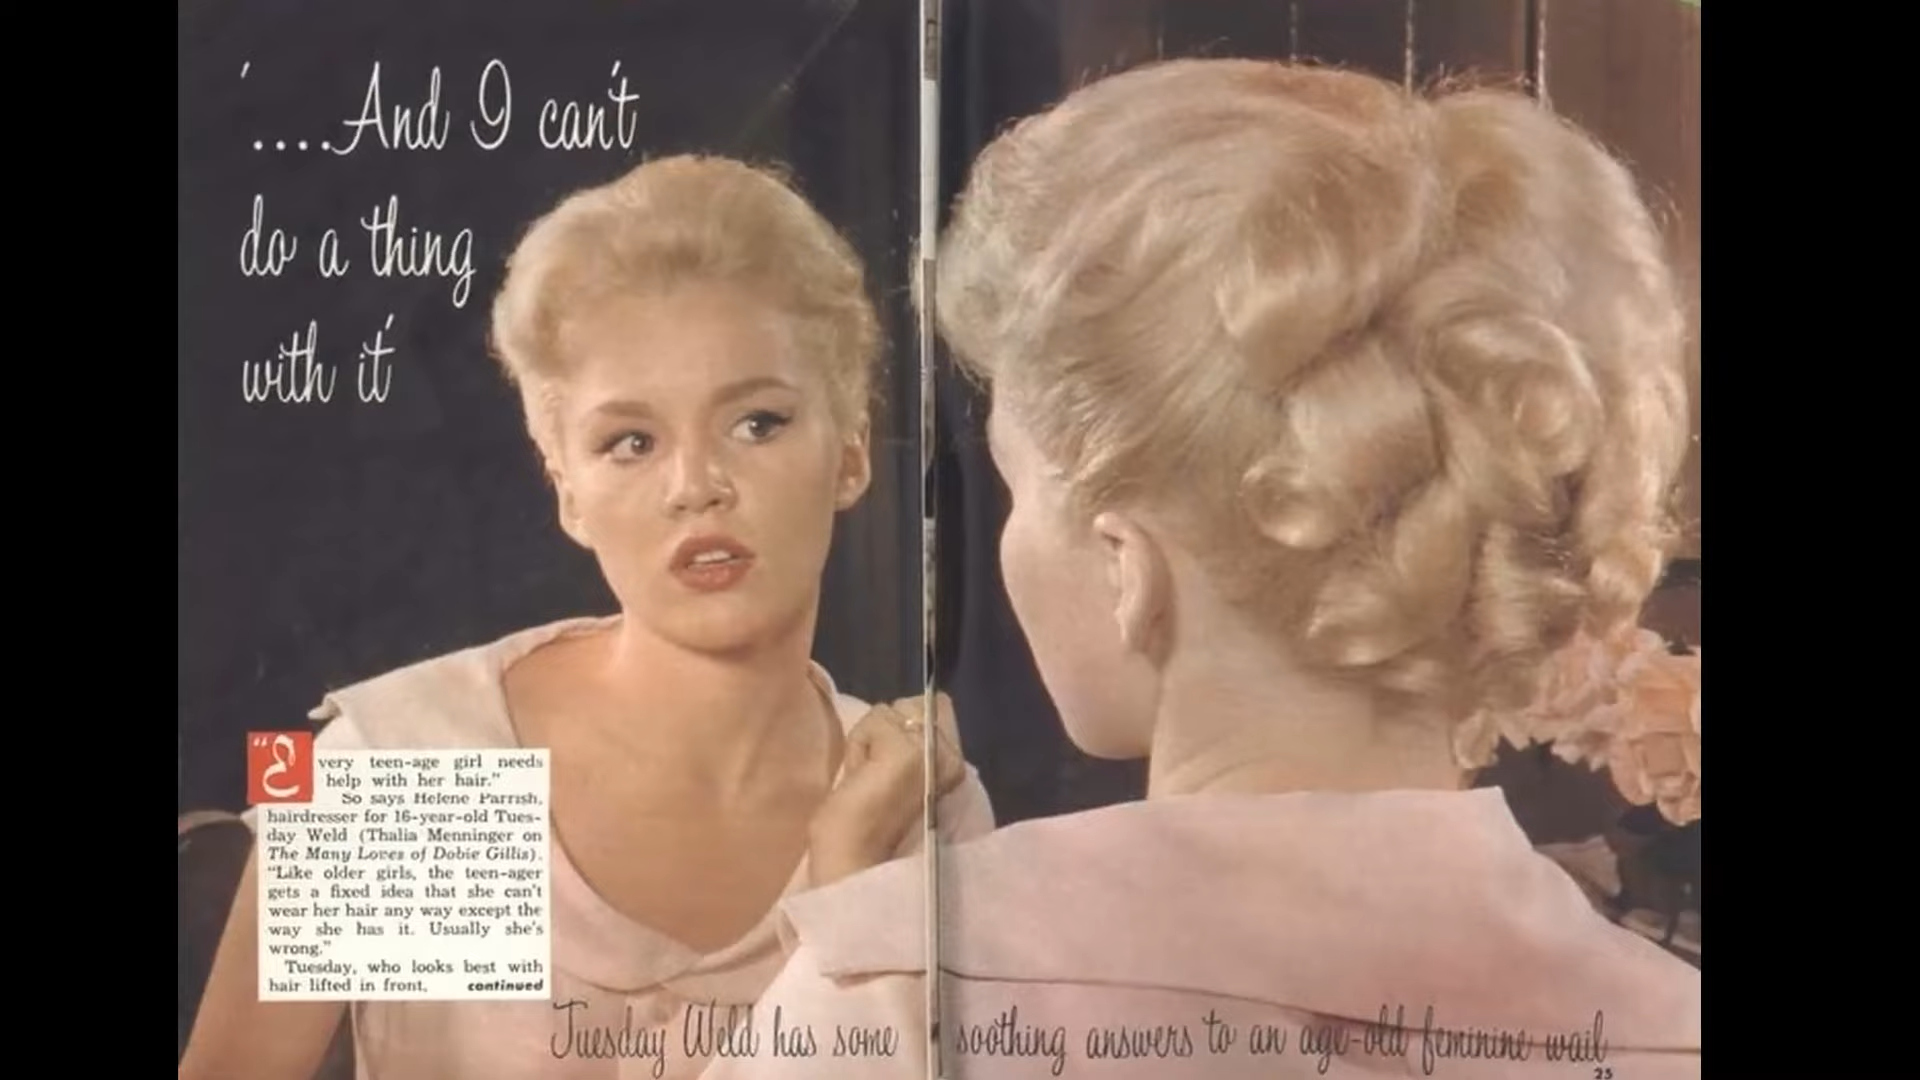 '....And I can't
do a thing
with it'
"Every teen-age girl needs
help with her hair."
So says Helene Parrish,
hairdresser for 16-year-old Tues-
day Weld (Thalia Menninger on
The Many Loves of Dobie Gillis).
"Like older girls, the teen-ager
gets a fixed idea that she can't
wear her hair any way except the
way she has it. Usually she's
wrong."
Tuesday, who looks best with
hair lifted in front, continued
Tuesday Weld has some soothing answers to an age-old feminine wail
25